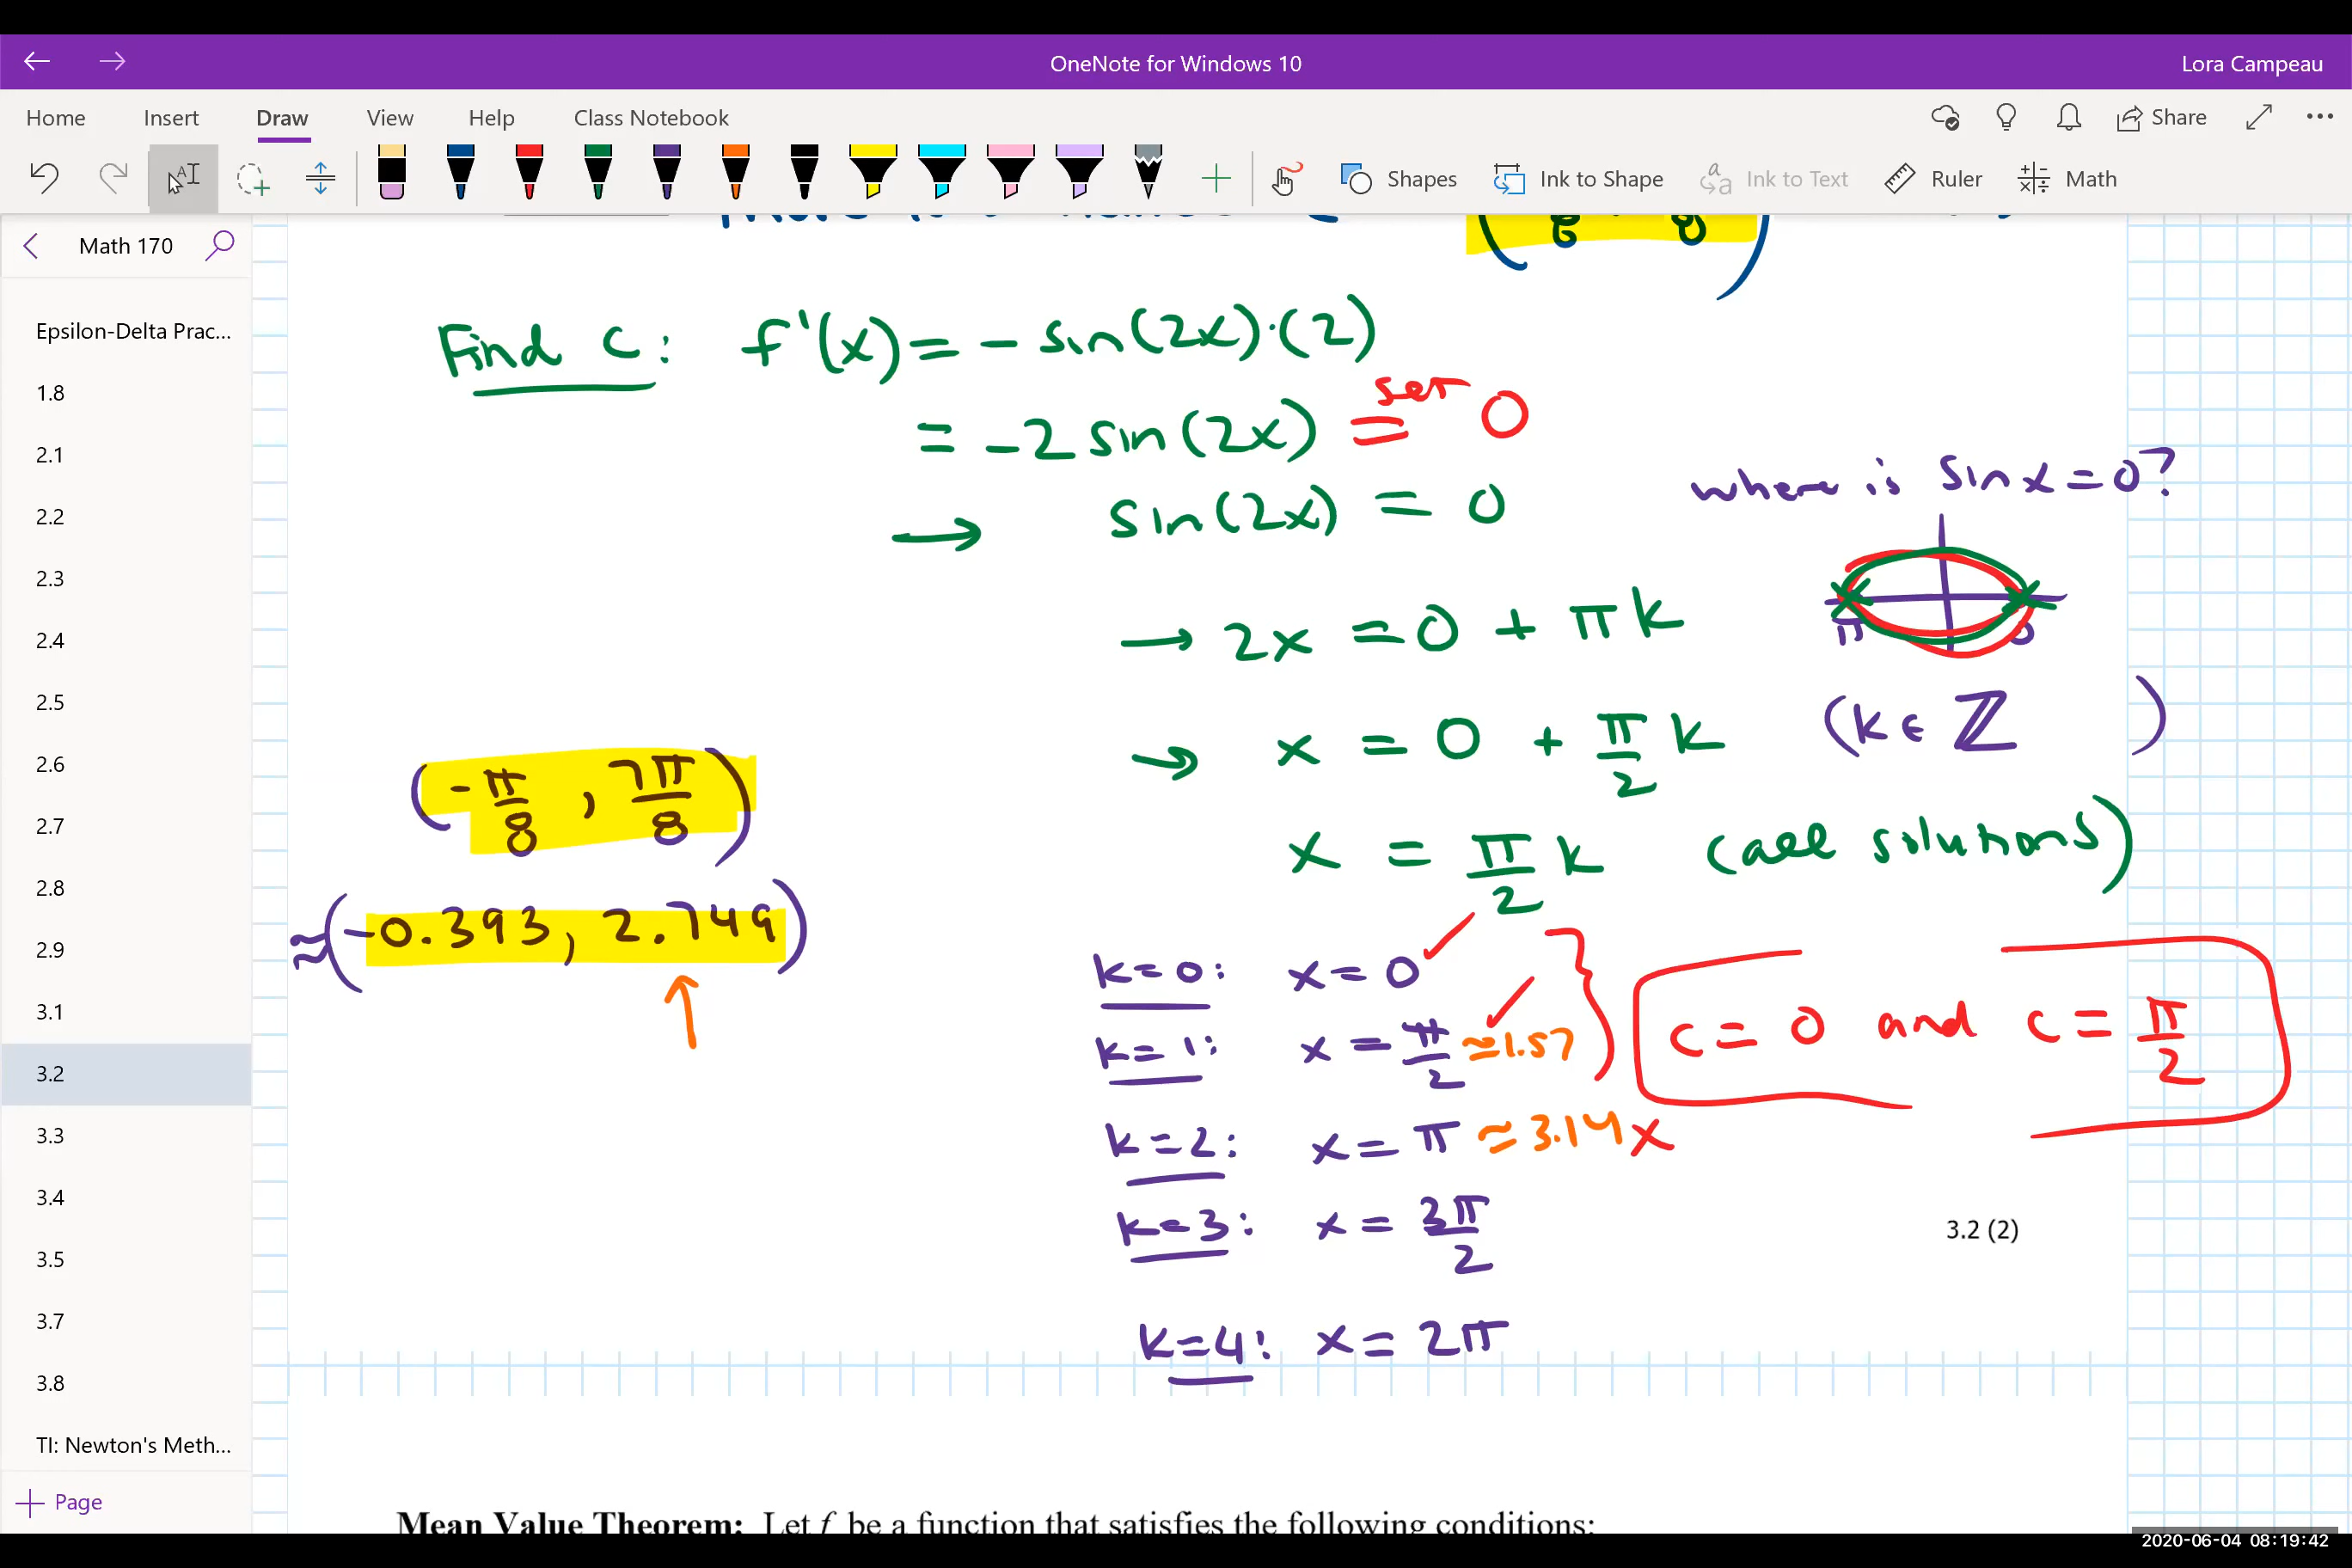 OneNote for Windows 10
Lora Campeau
Home Insert Draw View Help Class Notebook Share
Shapes Ink to Shape Ink to Text Ruler Math
Math 170
Epsilon-Delta Prac...
1.8
2.1
2.2
2.3
2.4
2.5
2.6
2.7
2.8
2.9
3.1
3.2
3.3
3.4
3.5
3.7
3.8
TI: Newton's Meth...
Page
Find c: f'(x) = - sin(2x)·(2)
= -2 sin(2x) set = 0
→ sin(2x) = 0
where is sin x = 0?
π 0
→ 2x = 0 + πk
→ x = 0 + π/2 k (k ∈ ℤ )
x = π/2 k (all solutions)
(-π/8, 7π/8)
≈(-0.393, 2.749)
k=0: x=0 ✓
k=1: x=π/2 ≈1.57 ✓
c=0 and c=π/2
k=2: x=π ≈3.14 x
k=3: x=3π/2
k=4: x=2π
3.2 (2)
Mean Value Theorem: Let f be a function that satisfies the following conditions:
2020-06-04 08:19:42